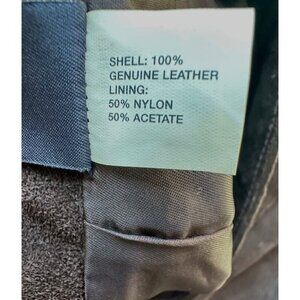 SHELL: 100%
GENUINE LEATHER
LINING:
50% NYLON
50% ACETATE